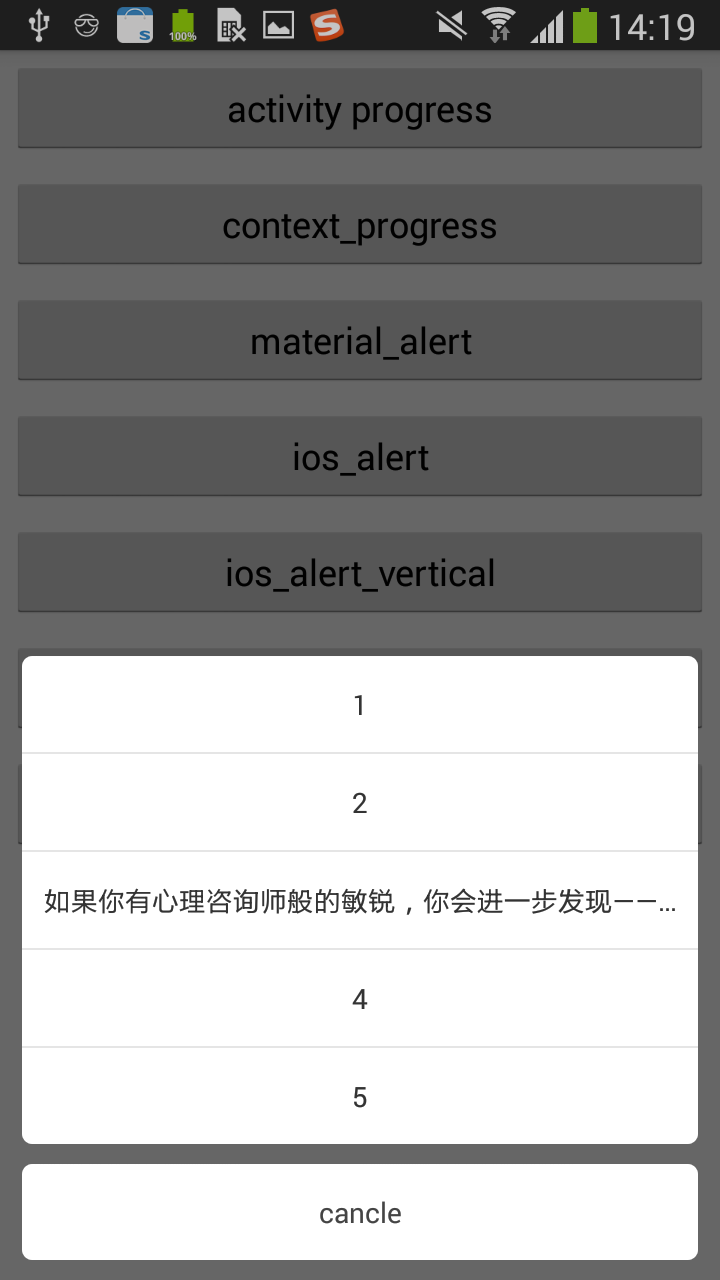 100%
14:19
activity progress
context_progress
material_alert
ios_alert
ios_alert_vertical
1
2
如果你有心理咨询师般的敏锐，你会进一步发现——...
4
5
cancle